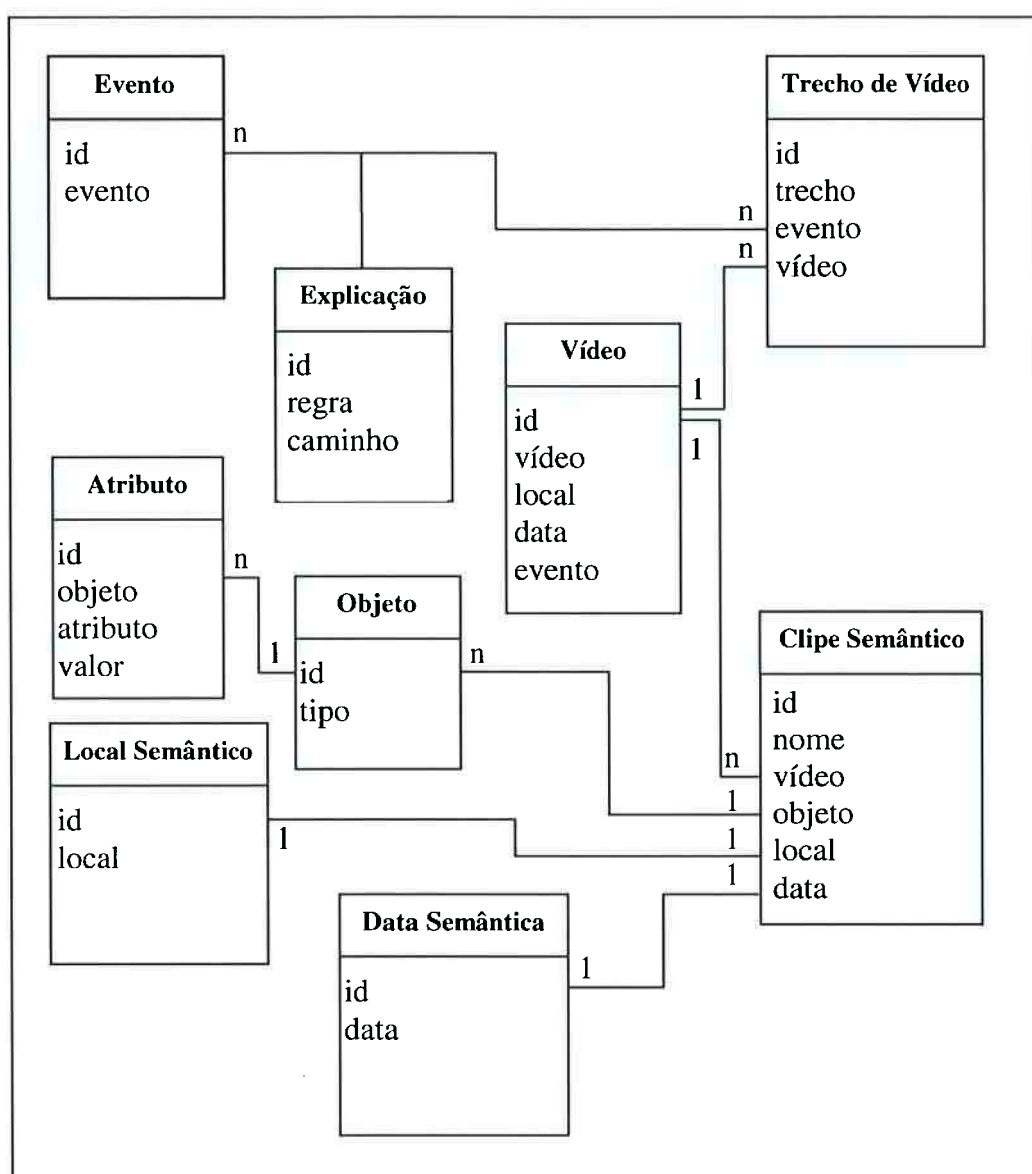 Evento
id
evento
n
Trecho de Vídeo
id
trecho
evento
vídeo
n
n
Explicação
id
regra
caminho
Vídeo
id
vídeo
local
data
evento
1
1
Atributo
id
objeto
atributo
valor
n
1
Objeto
id
tipo
n
Clipe Semântico
id
nome
vídeo
objeto
local
data
n
1
1
1
Local Semântico
id
local
1
Data Semântica
id
data
1